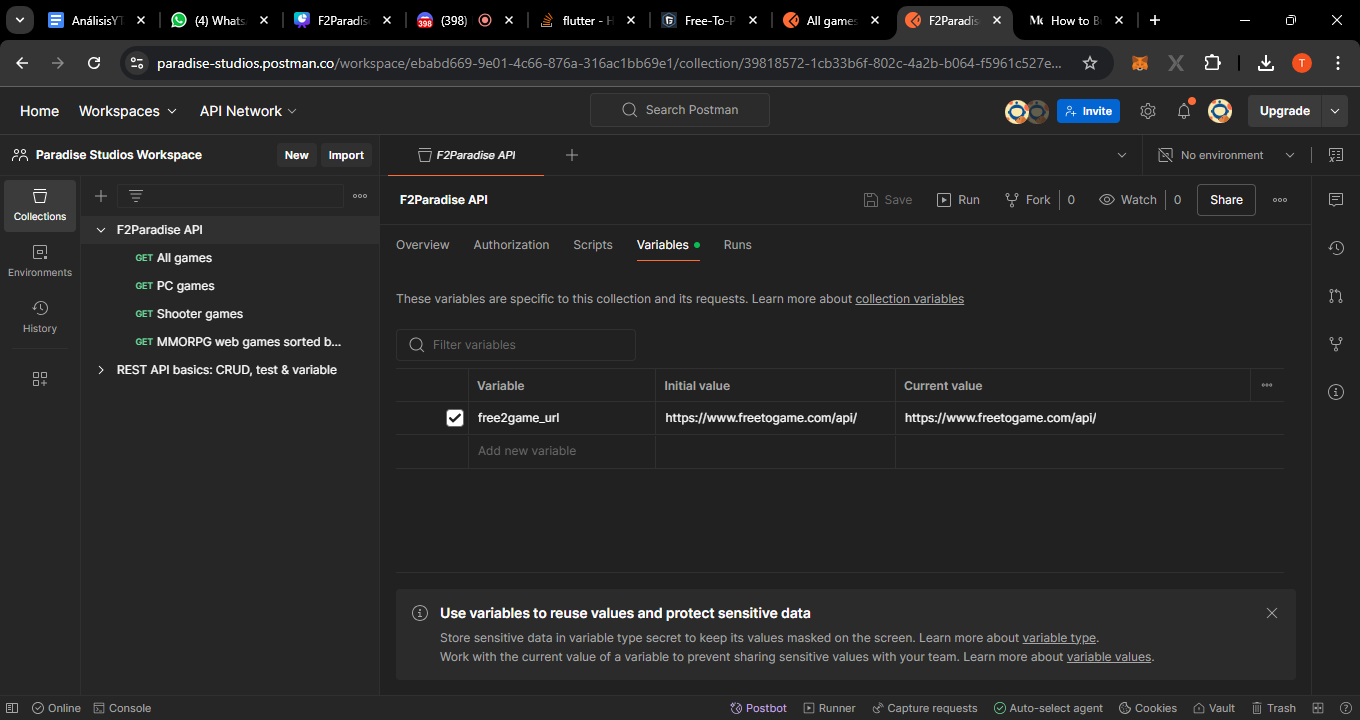 AnálisisYT
(4) Whats
F2Paradis
398
(398)
flutter - H
Free-To-P
All games
F2Paradis
How to B
paradise-studios.postman.co/workspace/ebabd669-9e01-4c66-876a-316ac1bb69e1/collection/39818572-1cb33b6f-802c-4a2b-b064-f5961c527e...
T
Home
Workspaces
API Network
Search Postman
Invite
Upgrade
Paradise Studios Workspace
New
Import
F2Paradise API
No environment
Collections
Environments
History
F2Paradise API
GET All games
GET PC games
GET Shooter games
GET MMORPG web games sorted b...
REST API basics: CRUD, test & variable
F2Paradise API
Save
Run
Fork
0
Watch
0
Share
Overview
Authorization
Scripts
Variables
Runs
These variables are specific to this collection and its requests. Learn more about collection variables
Filter variables
Variable
Initial value
Current value
free2game_url
https://www.freetogame.com/api/
https://www.freetogame.com/api/
Add new variable
Use variables to reuse values and protect sensitive data
Store sensitive data in variable type secret to keep its values masked on the screen. Learn more about variable type.
Work with the current value of a variable to prevent sharing sensitive values with your team. Learn more about variable values.
Online
Console
Postbot
Runner
Capture requests
Auto-select agent
Cookies
Vault
Trash